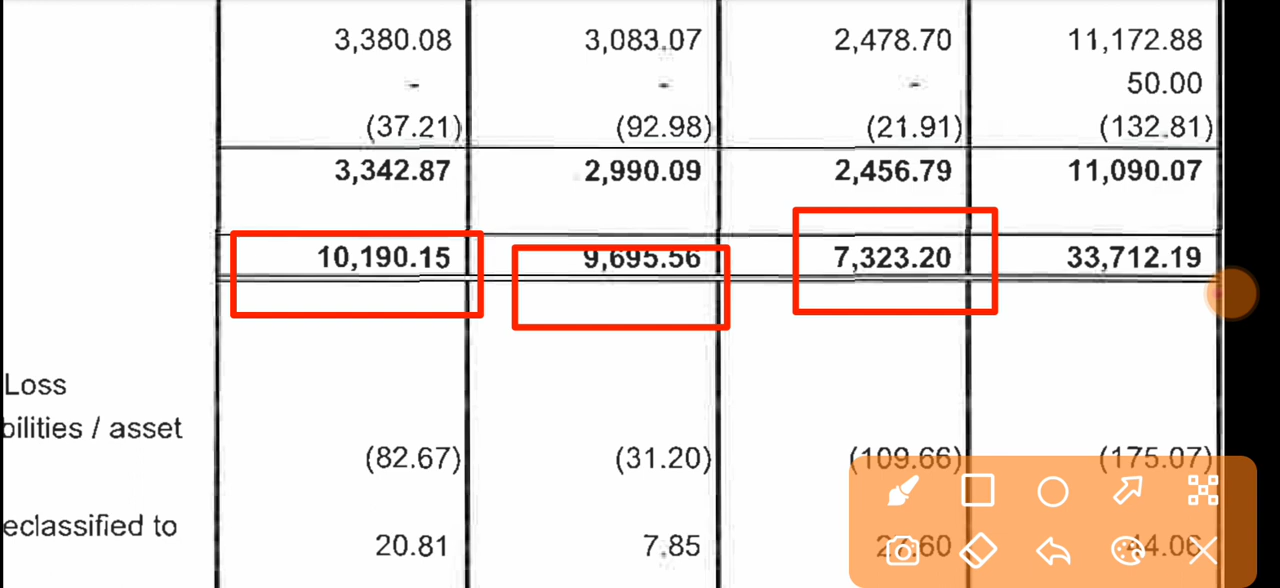 3,380.08 3,083.07 2,478.70 11,172.88
- - - 50.00
(37.21) (92.98) (21.91) (132.81)
3,342.87 2,990.09 2,456.79 11,090.07
10,190.15 9,695.56 7,323.20 33,712.19
Loss
bilities / asset
(82.67) (31.20) (109.66) (175.07)
eclassified to
20.81 7.85 44.06